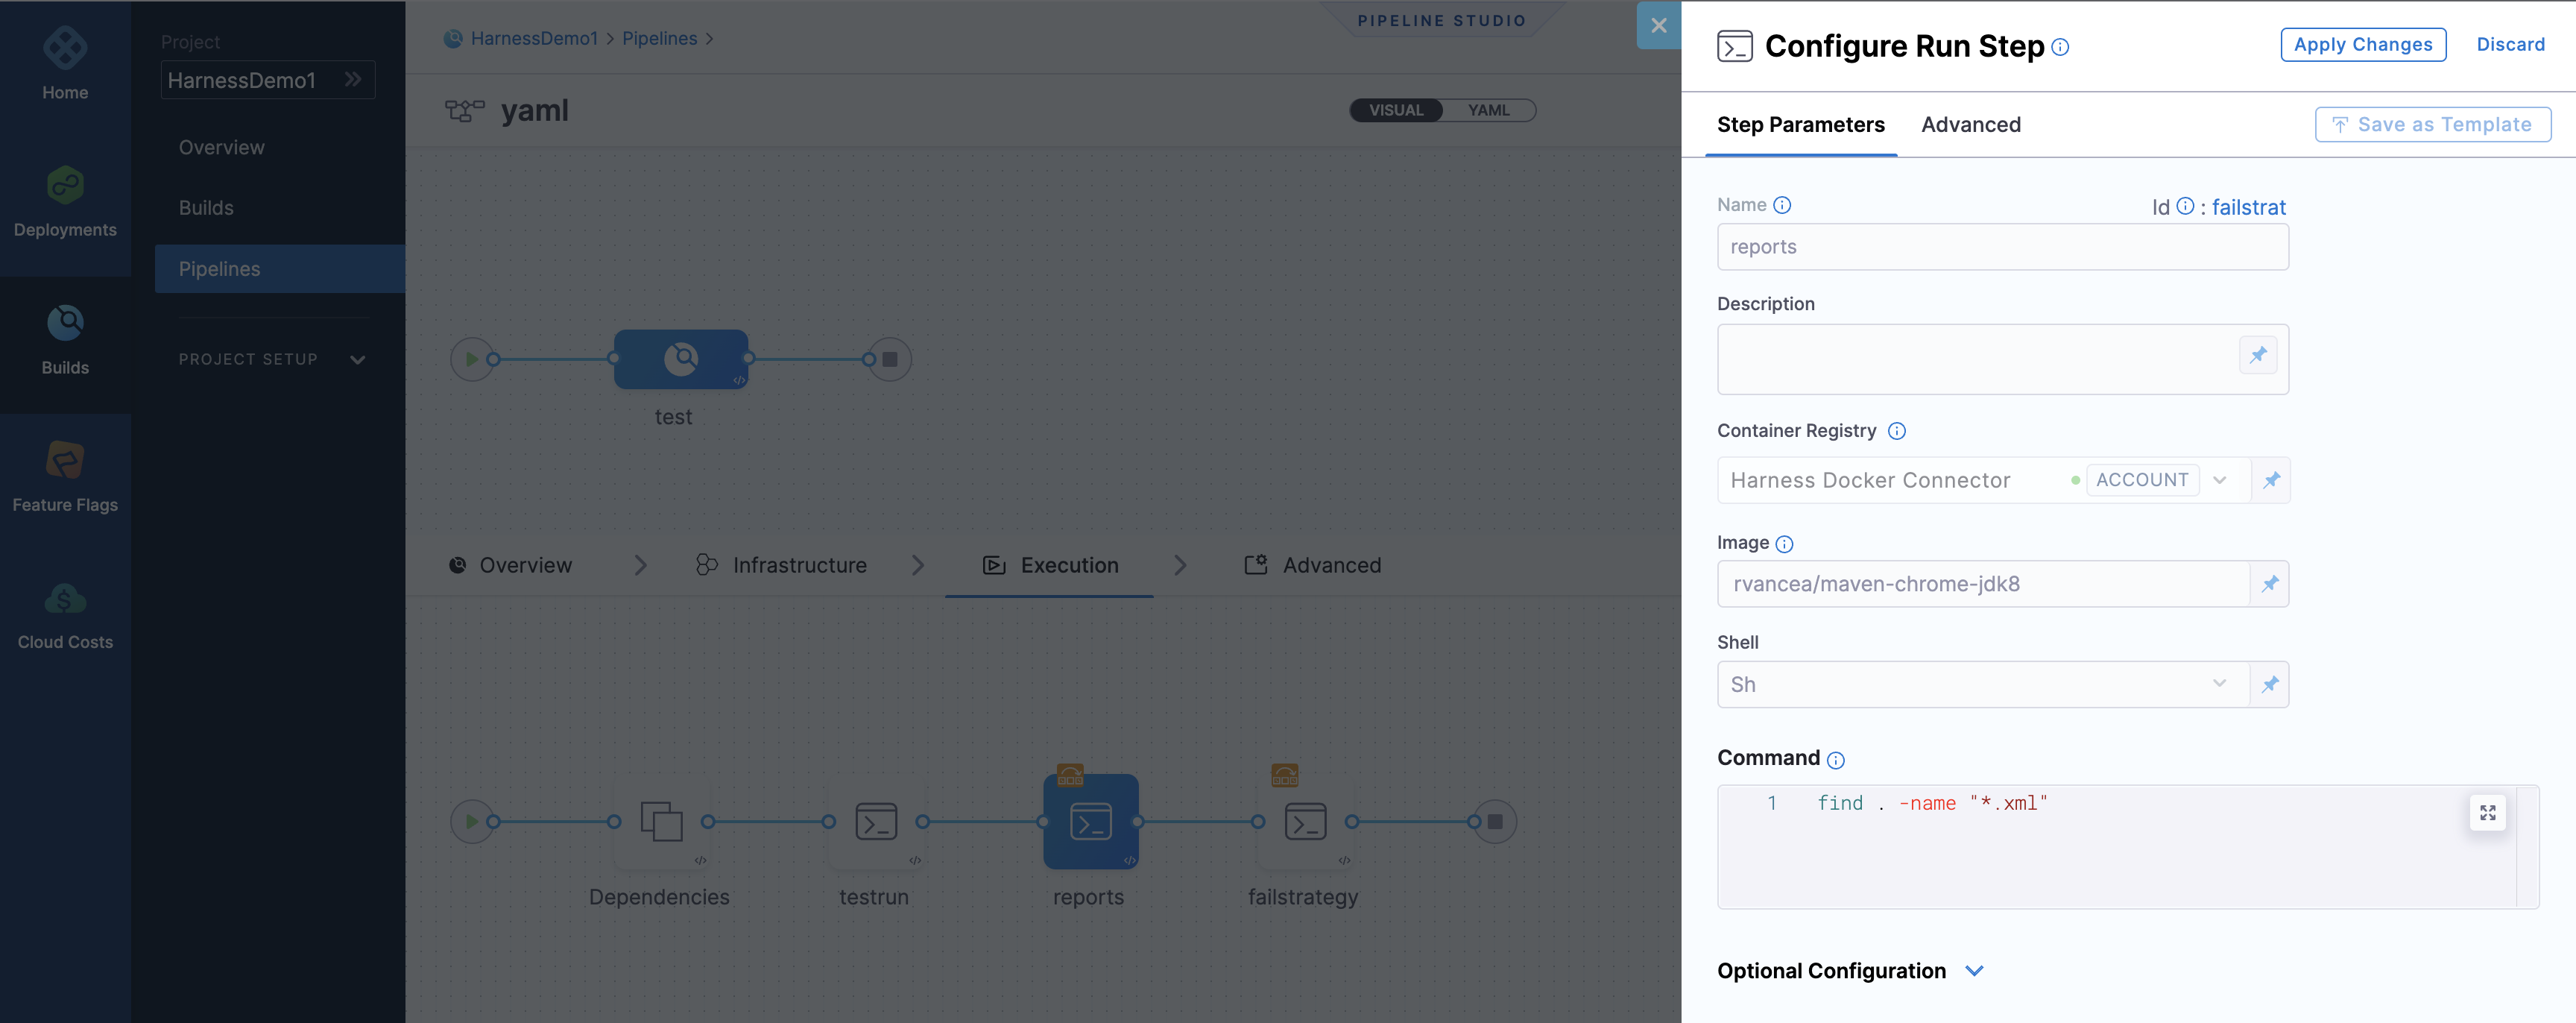 Home
Deployments
Builds
Feature Flags
Cloud Costs
Project
HarnessDemo1
Overview
Builds
Pipelines
PROJECT SETUP
HarnessDemo1 > Pipelines >
PIPELINE STUDIO
yaml
VISUAL YAML
test
Overview Infrastructure Execution Advanced
Dependencies testrun reports failstrategy
Configure Run Step
Apply Changes Discard
Step Parameters Advanced Save as Template
Name Id : failstrat
reports
Description
Container Registry
Harness Docker Connector ACCOUNT
Image
rvancea/maven-chrome-jdk8
Shell
Sh
Command
1 find . -name "*.xml"
Optional Configuration